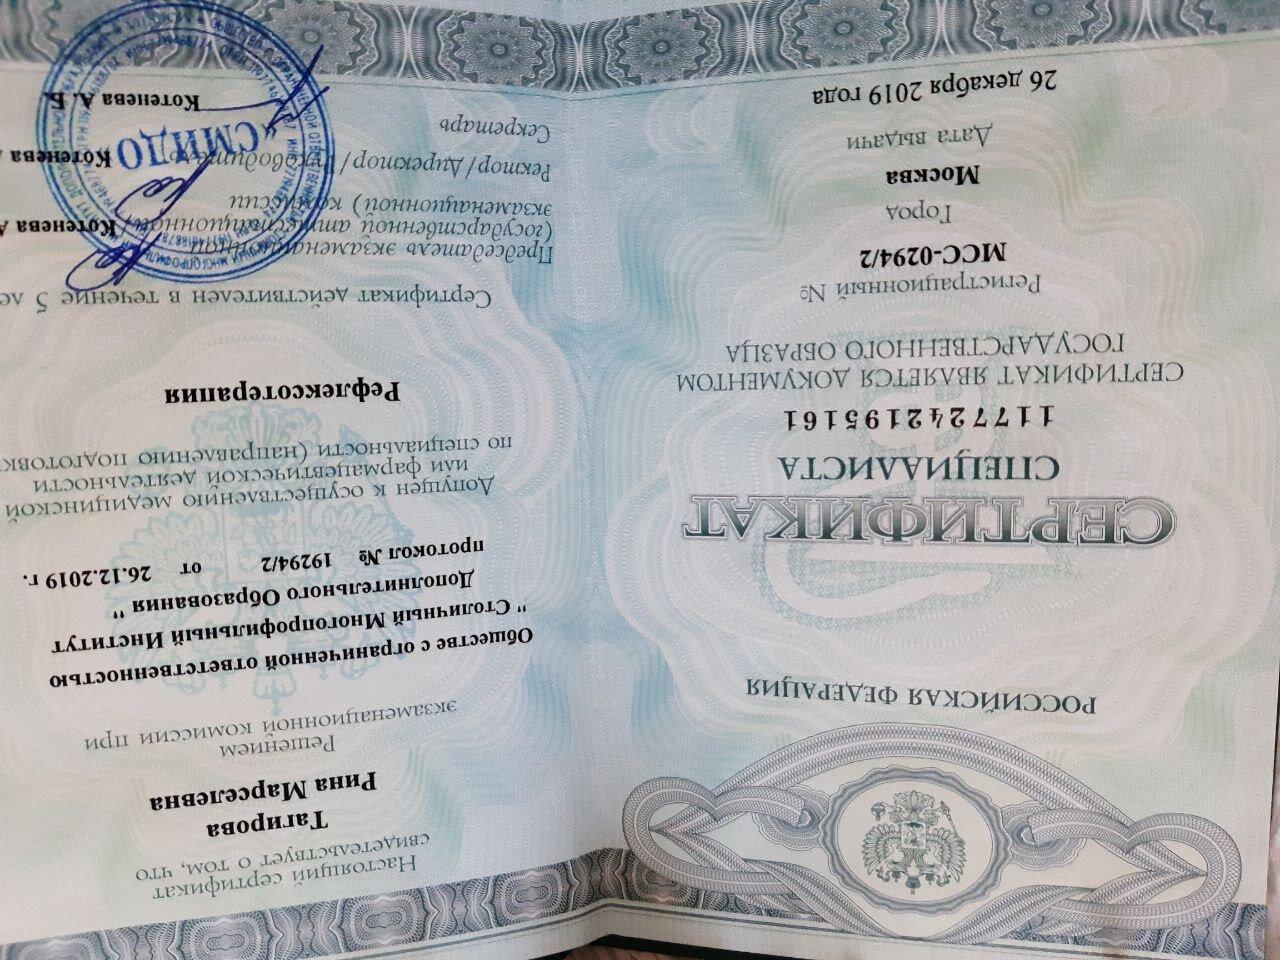 РОССИЙСКАЯ ФЕДЕРАЦИЯ
СЕРТИФИКАТ
СПЕЦИАЛИСТА
1177242195161
СЕРТИФИКАТ ЯВЛЯЕТСЯ ДОКУМЕНТОМ
ГОСУДАРСТВЕННОГО ОБРАЗЦА
Регистрационный №
МСС-0294/2
Город
Москва
Дата выдачи
26 декабря 2019 года
Настоящий сертификат
свидетельствует о том, что
Тагирова
Рина Марселевна
Решением
экзаменационной комиссии при
Обществе с ограниченной ответственностью
" Столичный Многопрофильный Институт
Дополнительного Образования "
протокол № 19294/2 от 26.12.2019 г.
Допущен к осуществлению медицинской
или фармацевтической деятельности
по специальности (направлению подготовк
Рефлексотерапия
Сертификат действителен в течение 5 ле
Председатель экзаменационной
(государственной аттестационной/ Котенева А
экзаменационной) комиссии
Ректор/Директор/Руководитель Котенева А
Секретарь
Котенева А. Б.
«СМИДО»